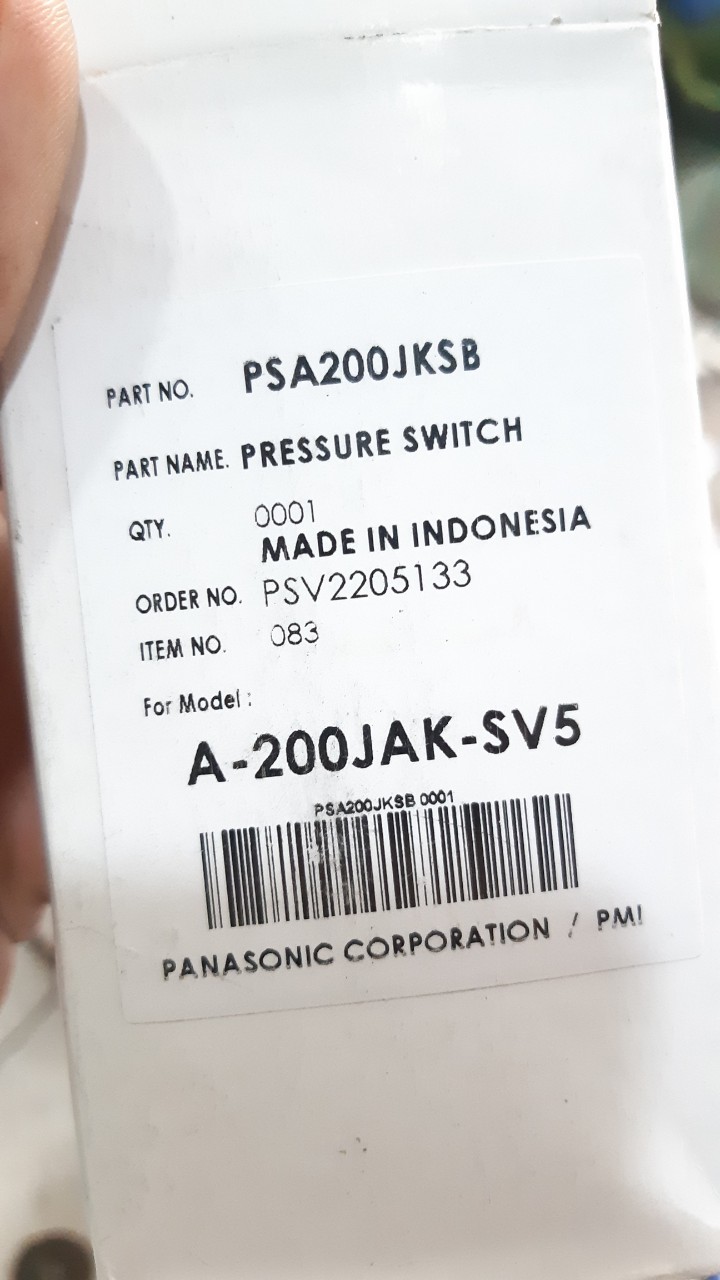 PART NO. PSA200JKSB
PART NAME. PRESSURE SWITCH
QTY. 0001
MADE IN INDONESIA
ORDER NO. PSV2205133
ITEM NO. 083
For Model :
A-200JAK-SV5
PSA200JKSB 0001
PANASONIC CORPORATION / PMI